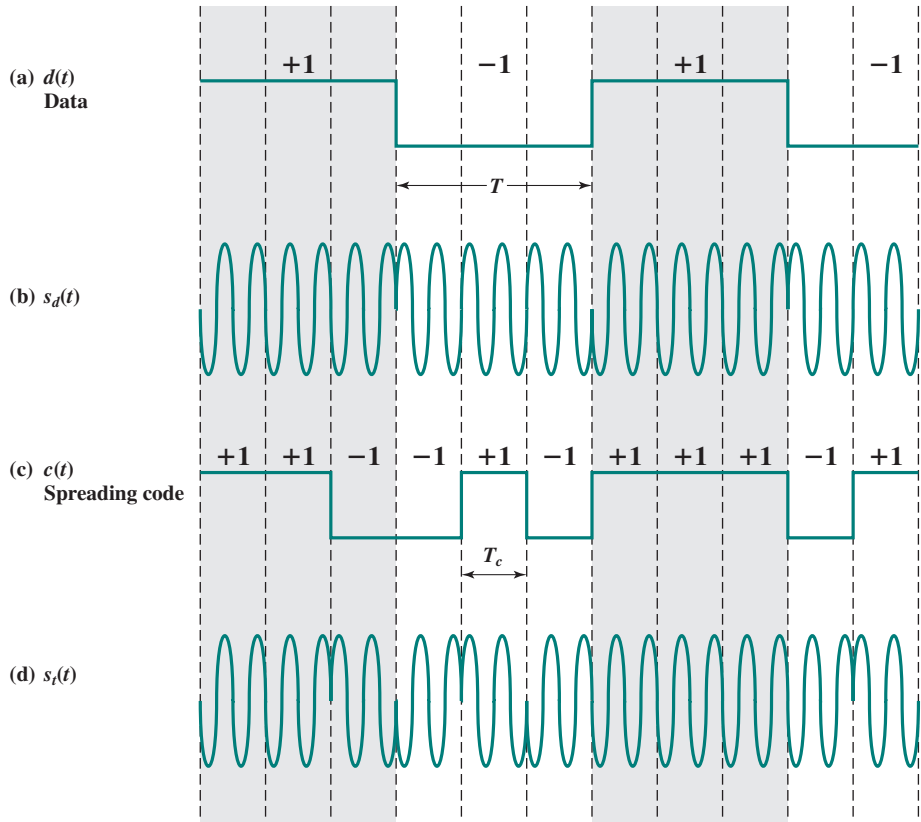 +1 −1 +1 −1
(a) d(t)
Data
T
(b) s_d(t)
+1 +1 −1 −1 +1 −1 +1 +1 +1 −1 +1
(c) c(t)
Spreading code
T_c
(d) s_t(t)